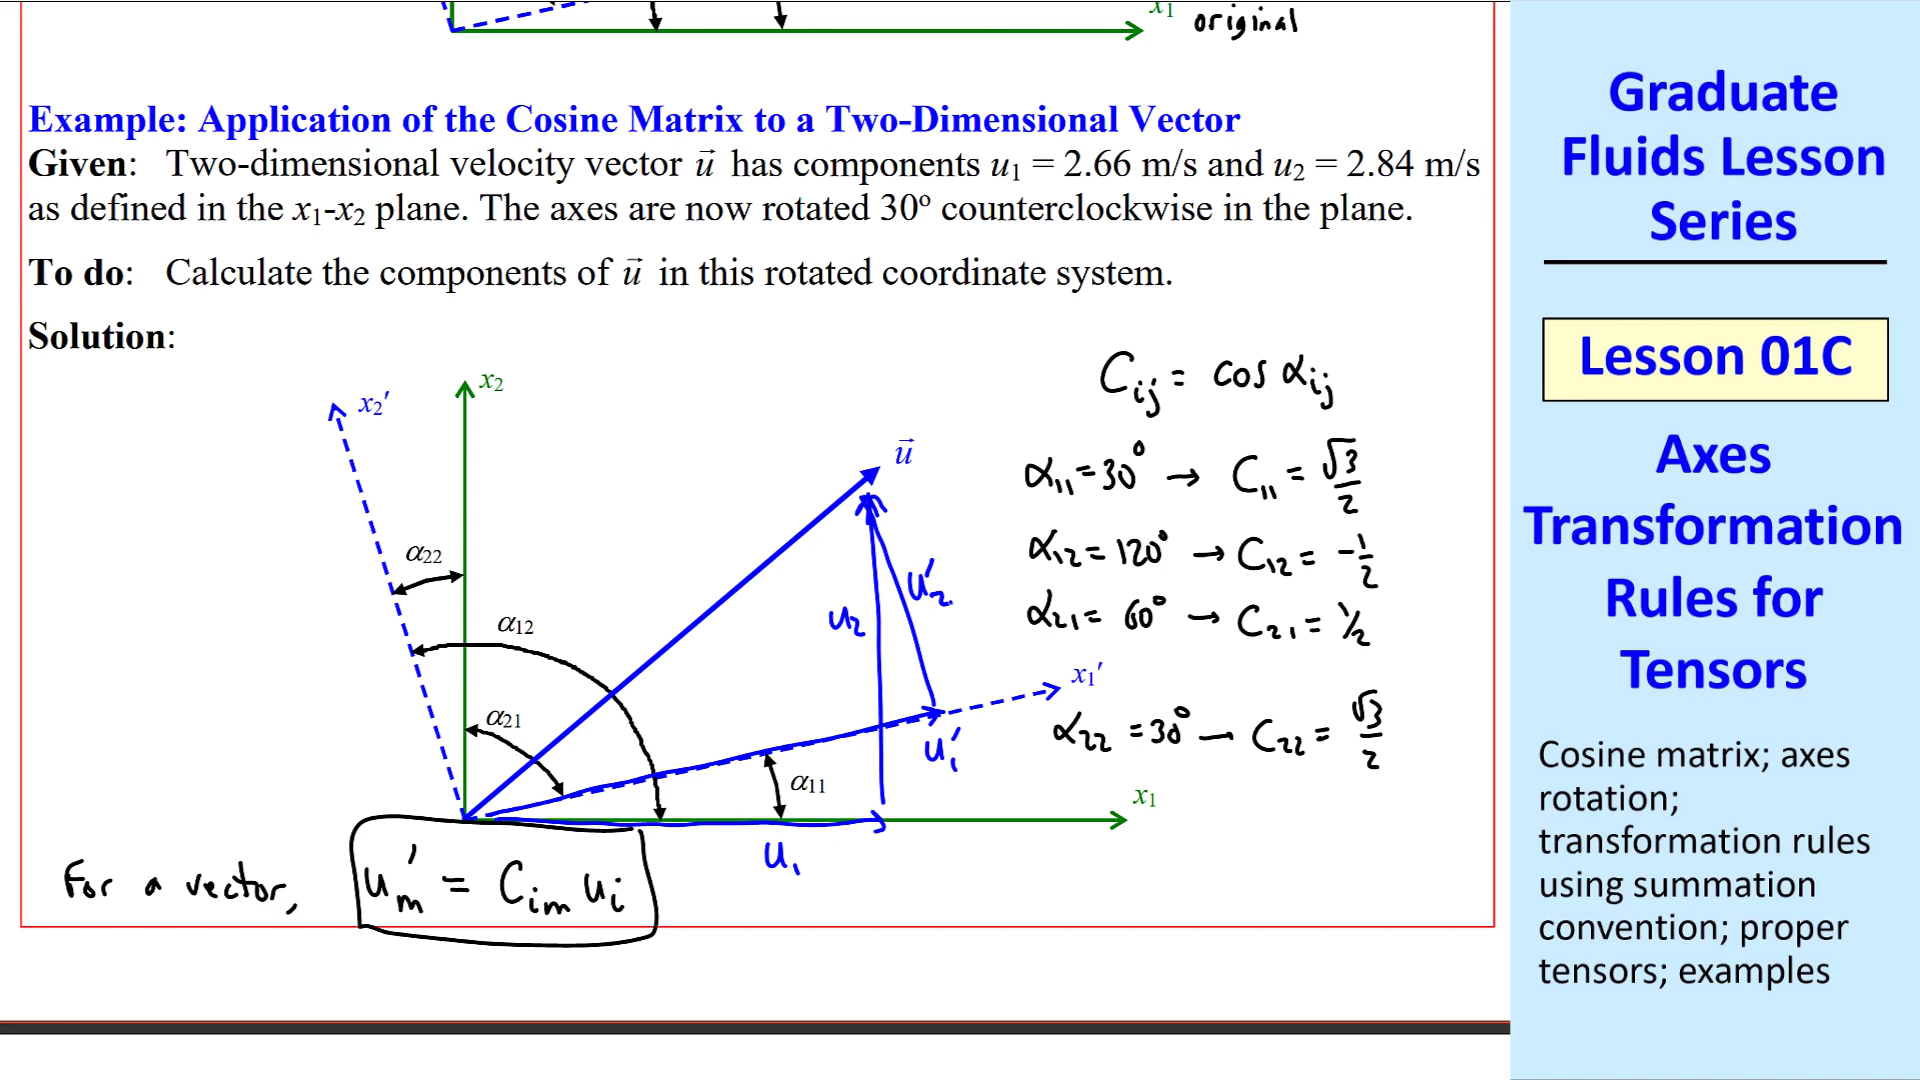 x1 original
Example: Application of the Cosine Matrix to a Two-Dimensional Vector
Given: Two-dimensional velocity vector u⃗ has components u1 = 2.66 m/s and u2 = 2.84 m/s
as defined in the x1-x2 plane. The axes are now rotated 30° counterclockwise in the plane.
To do: Calculate the components of u⃗ in this rotated coordinate system.
Solution:
x2
x2′
u⃗
α22
α12
α21
α11
u2
u2′
x1′
u1′
x1
u1
Cij = cos αij
α11 = 30° → C11 = √3/2
α12 = 120° → C12 = -1/2
α21 = 60° → C21 = 1/2
α22 = 30° → C22 = √3/2
For a vector, um′ = Cim ui
Graduate
Fluids Lesson
Series
Lesson 01C
Axes
Transformation
Rules for
Tensors
Cosine matrix; axes
rotation;
transformation rules
using summation
convention; proper
tensors; examples